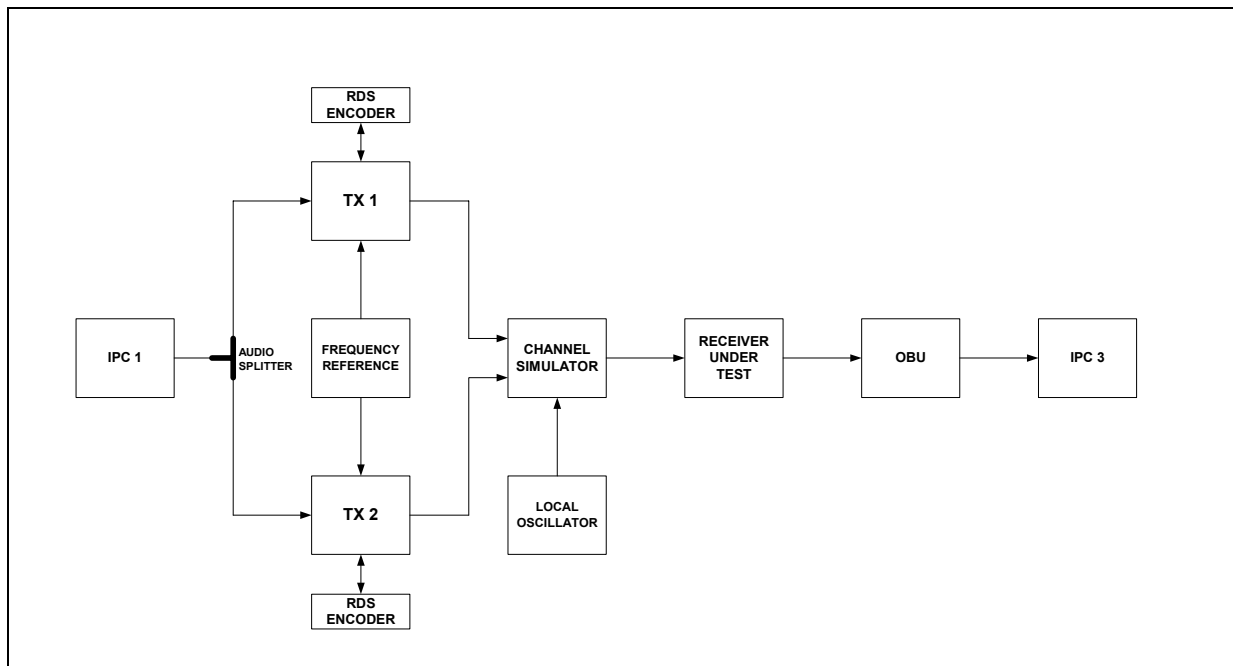 RDS
ENCODER
TX 1
IPC 1
AUDIO
SPLITTER
FREQUENCY
REFERENCE
CHANNEL
SIMULATOR
RECEIVER
UNDER
TEST
OBU
IPC 3
TX 2
LOCAL
OSCILLATOR
RDS
ENCODER